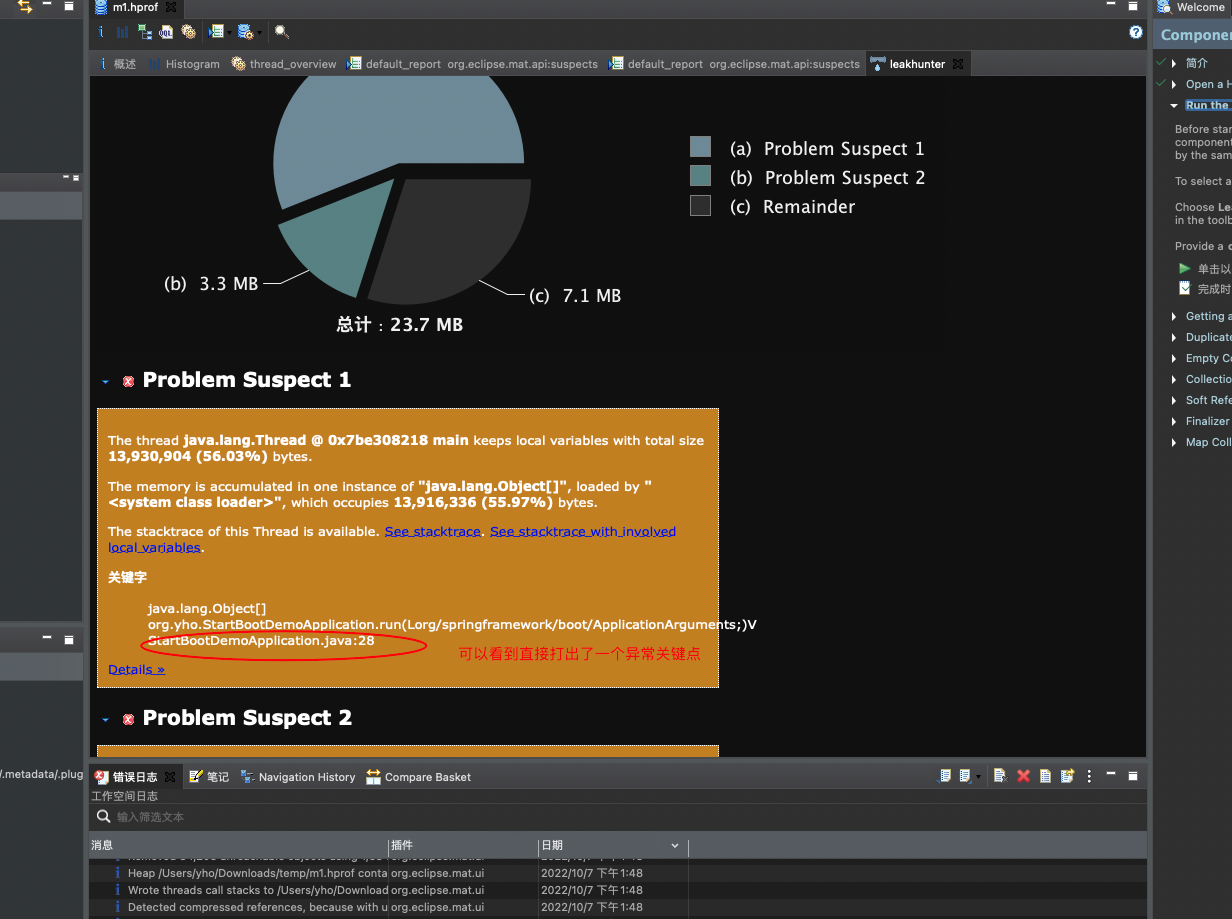 m1.hprof
Welcome
概述
Histogram
thread_overview
default_report org.eclipse.mat.api:suspects
default_report org.eclipse.mat.api:suspects
leakhunter
(a) Problem Suspect 1
(b) Problem Suspect 2
(c) Remainder
(b) 3.3 MB
(c) 7.1 MB
总计：23.7 MB
Problem Suspect 1
The thread java.lang.Thread @ 0x7be308218 main keeps local variables with total size
13,930,904 (56.03%) bytes.
The memory is accumulated in one instance of "java.lang.Object[]", loaded by "
<system class loader>", which occupies 13,916,336 (55.97%) bytes.
The stacktrace of this Thread is available. See stacktrace. See stacktrace with involved
local variables.
关键字
java.lang.Object[]
org.yho.StartBootDemoApplication.run(Lorg/springframework/boot/ApplicationArguments;)V
StartBootDemoApplication.java:28
可以看到直接打出了一个异常关键点
Details »
Problem Suspect 2
Componen
简介
Open a H
Run the
Before star
component
by the sam
To select a
Choose Lea
in the toolb
Provide a c
单击以
完成时
Getting a
Duplicate
Empty Co
Collectio
Soft Refe
Finalizer
Map Coll
/.metadata/.plug
错误日志
笔记
Navigation History
Compare Basket
工作空间日志
输入筛选文本
消息 插件 日期
Heap /Users/yho/Downloads/temp/m1.hprof conta org.eclipse.mat.ui 2022/10/7 下午1:48
Wrote threads call stacks to /Users/yho/Download org.eclipse.mat.ui 2022/10/7 下午1:48
Detected compressed references, because with u org.eclipse.mat.ui 2022/10/7 下午1:48